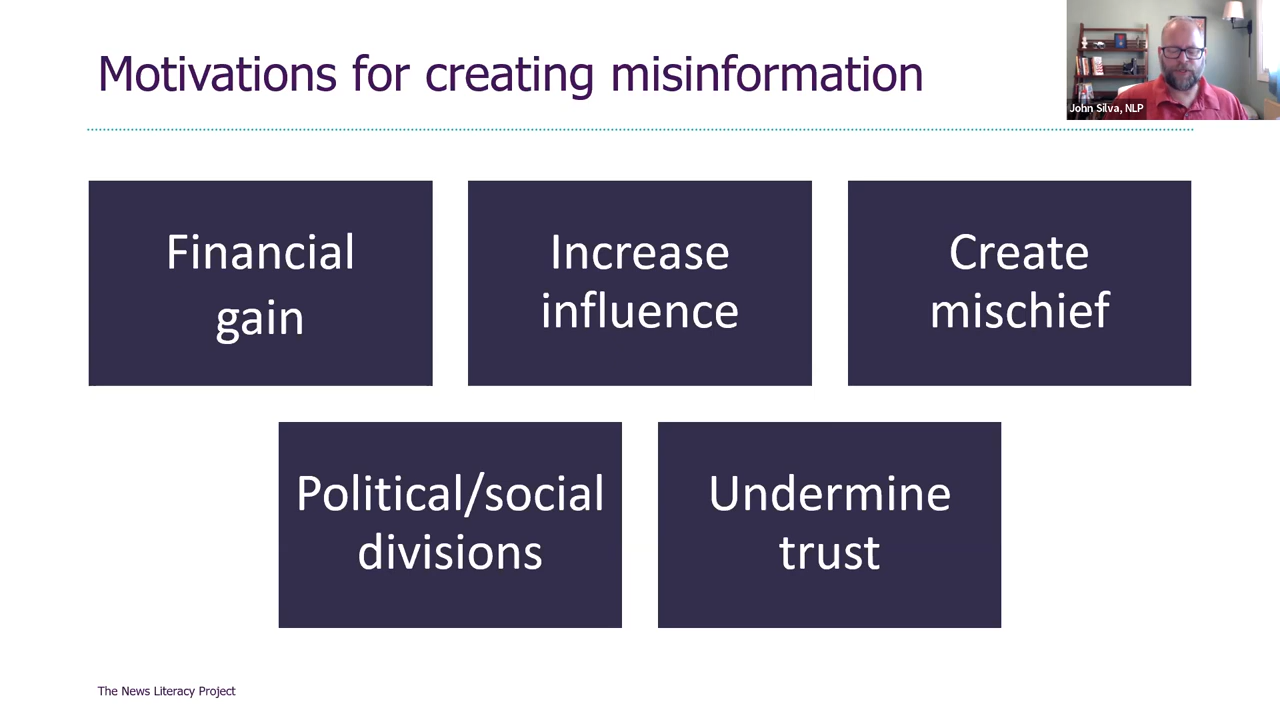 Motivations for creating misinformation
John Silva, NLP
Financial
gain
Increase
influence
Create
mischief
Political/social
divisions
Undermine
trust
The News Literacy Project